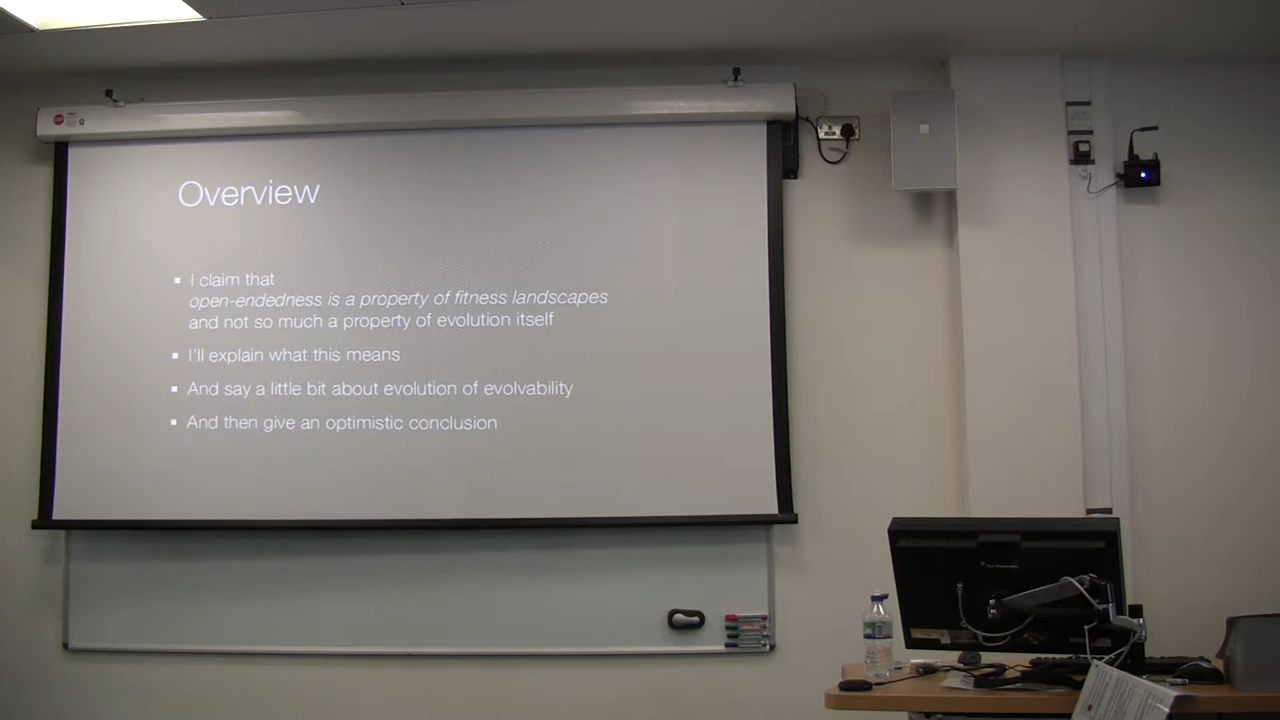 Overview
▪ I claim that
open-endedness is a property of fitness landscapes
and not so much a property of evolution itself
▪ I'll explain what this means
▪ And say a little bit about evolution of evolvability
▪ And then give an optimistic conclusion